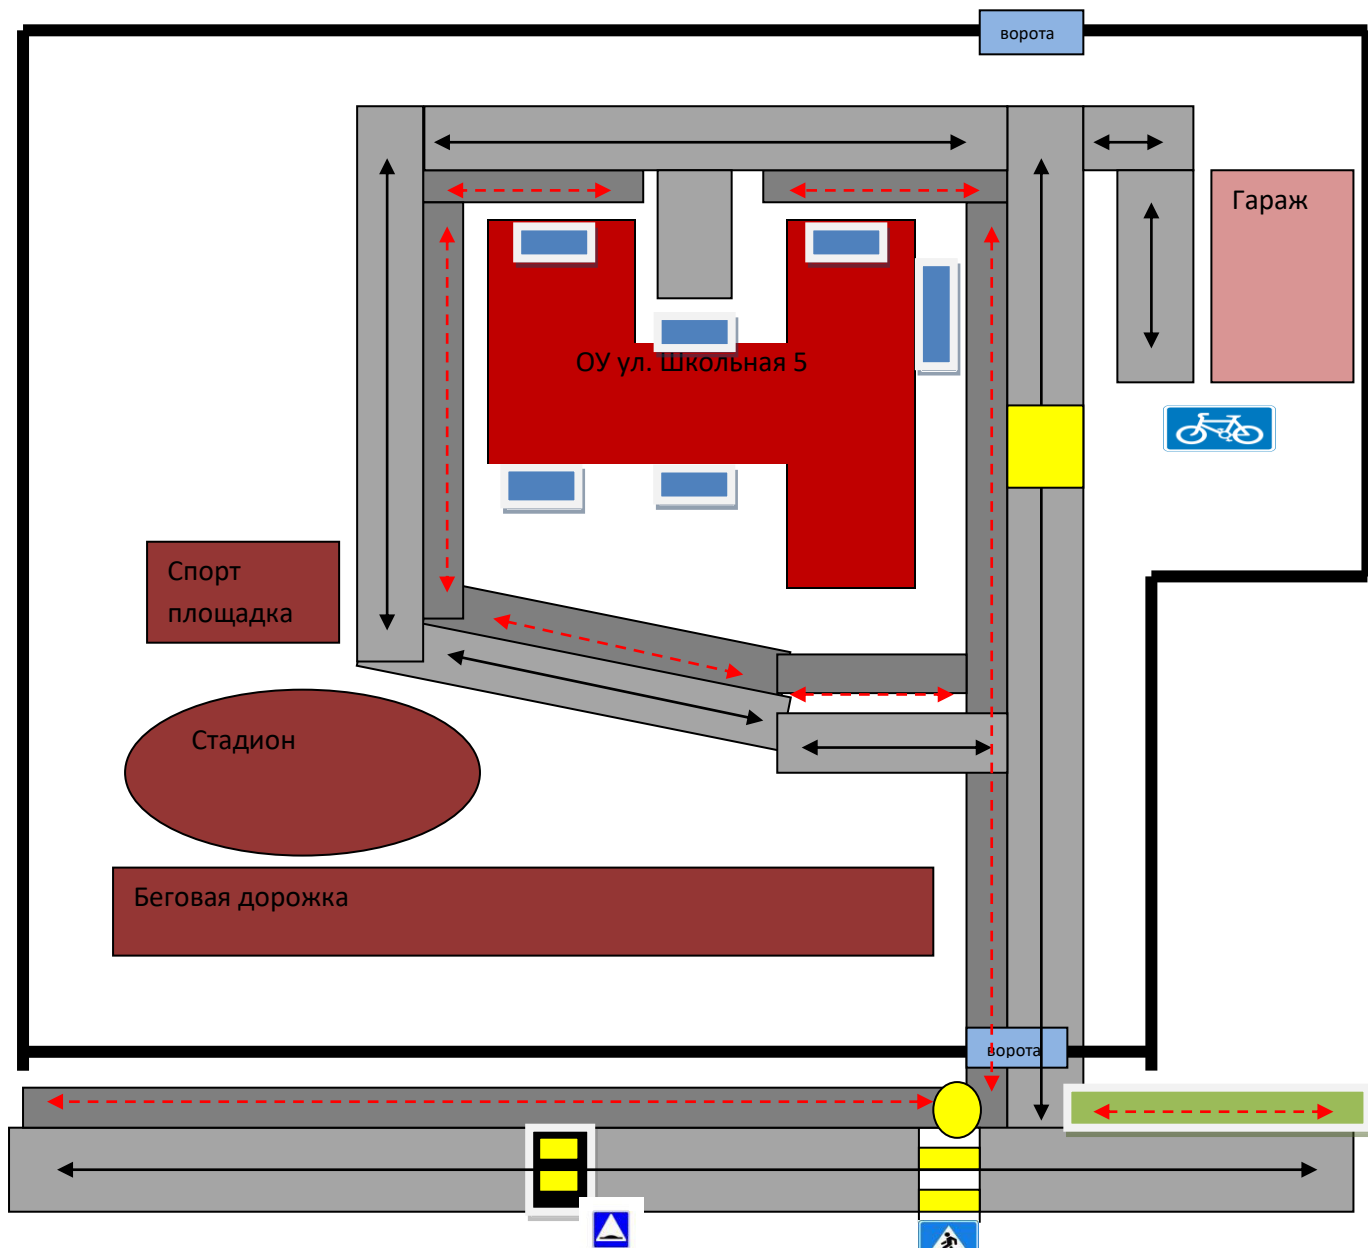 ворота
Гараж
ОУ ул. Школьная 5
Спорт
площадка
Стадион
Беговая дорожка
ворота